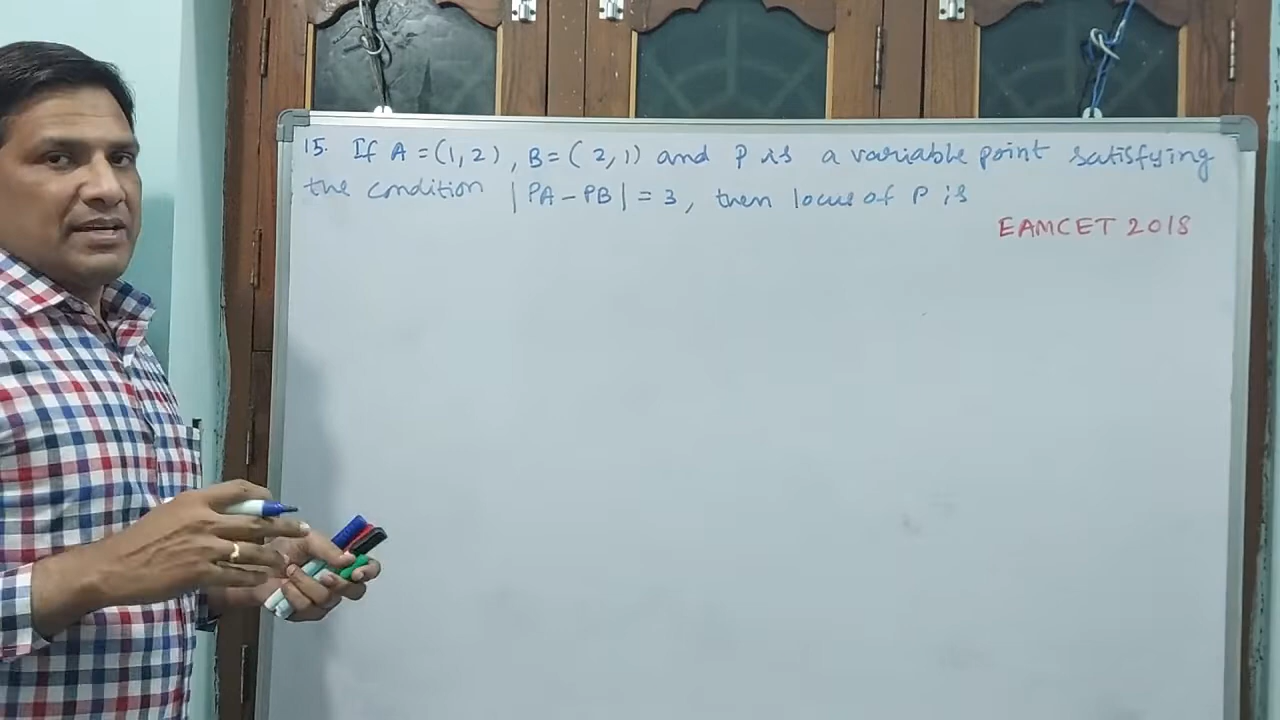 15. If A = (1, 2), B = (2, 1) and P is a variable point satisfying
the condition |PA - PB| = 3, then locus of P is
EAMCET 2018